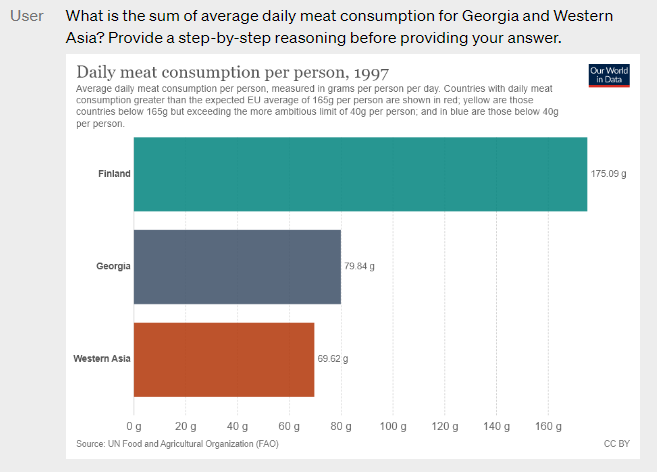 User
What is the sum of average daily meat consumption for Georgia and Western
Asia? Provide a step-by-step reasoning before providing your answer.
Daily meat consumption per person, 1997
Our World
in Data
Average daily meat consumption per person, measured in grams per person per day. Countries with daily meat
consumption greater than the expected EU average of 165g per person are shown in red; yellow are those
countries below 165g but exceeding the more ambitious limit of 40g per person; and in blue are those below 40g
per person.
Finland
175.09 g
Georgia
79.84 g
Western Asia
69.62 g
0 g
20 g
40 g
60 g
80 g
100 g
120 g
140 g
160 g
Source: UN Food and Agricultural Organization (FAO)
CC BY